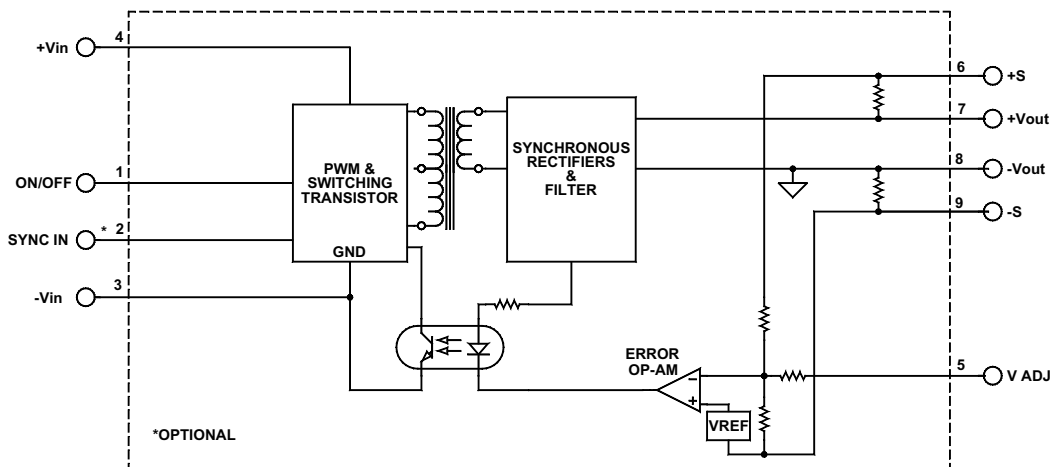 +Vin
4
ON/OFF
1
SYNC IN
* 2
-Vin
3
PWM &
SWITCHING
TRANSISTOR
GND
SYNCHRONOUS
RECTIFIERS
&
FILTER
6
+S
7
+Vout
8
-Vout
9
-S
ERROR
OP-AM
−
+
VREF
5
V ADJ
*OPTIONAL